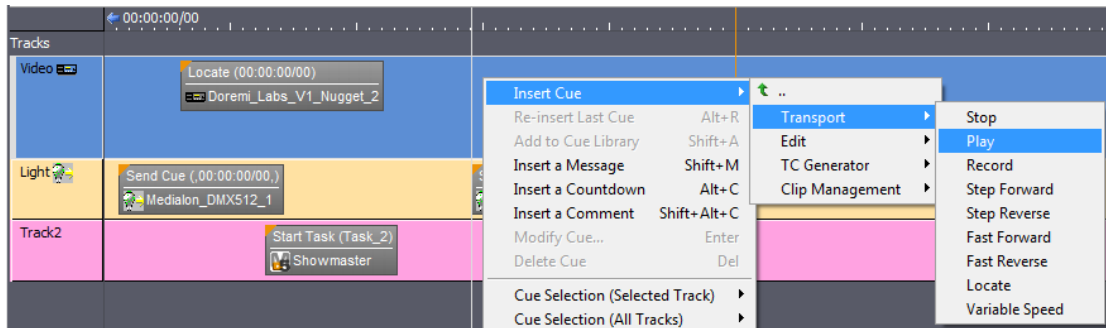 00:00:00/00
Tracks
Video
Locate (00:00:00/00)
Doremi_Labs_V1_Nugget_2
Light
Send Cue (,00:00:00/00,)
Medialon_DMX512_1
S
Track2
Start Task (Task_2)
Showmaster
Insert Cue
Re-insert Last Cue Alt+R
Add to Cue Library Shift+A
Insert a Message Shift+M
Insert a Countdown Alt+C
Insert a Comment Shift+Alt+C
Modify Cue... Enter
Delete Cue Del
Cue Selection (Selected Track)
Cue Selection (All Tracks)
..
Transport
Edit
TC Generator
Clip Management
Stop
Play
Record
Step Forward
Step Reverse
Fast Forward
Fast Reverse
Locate
Variable Speed